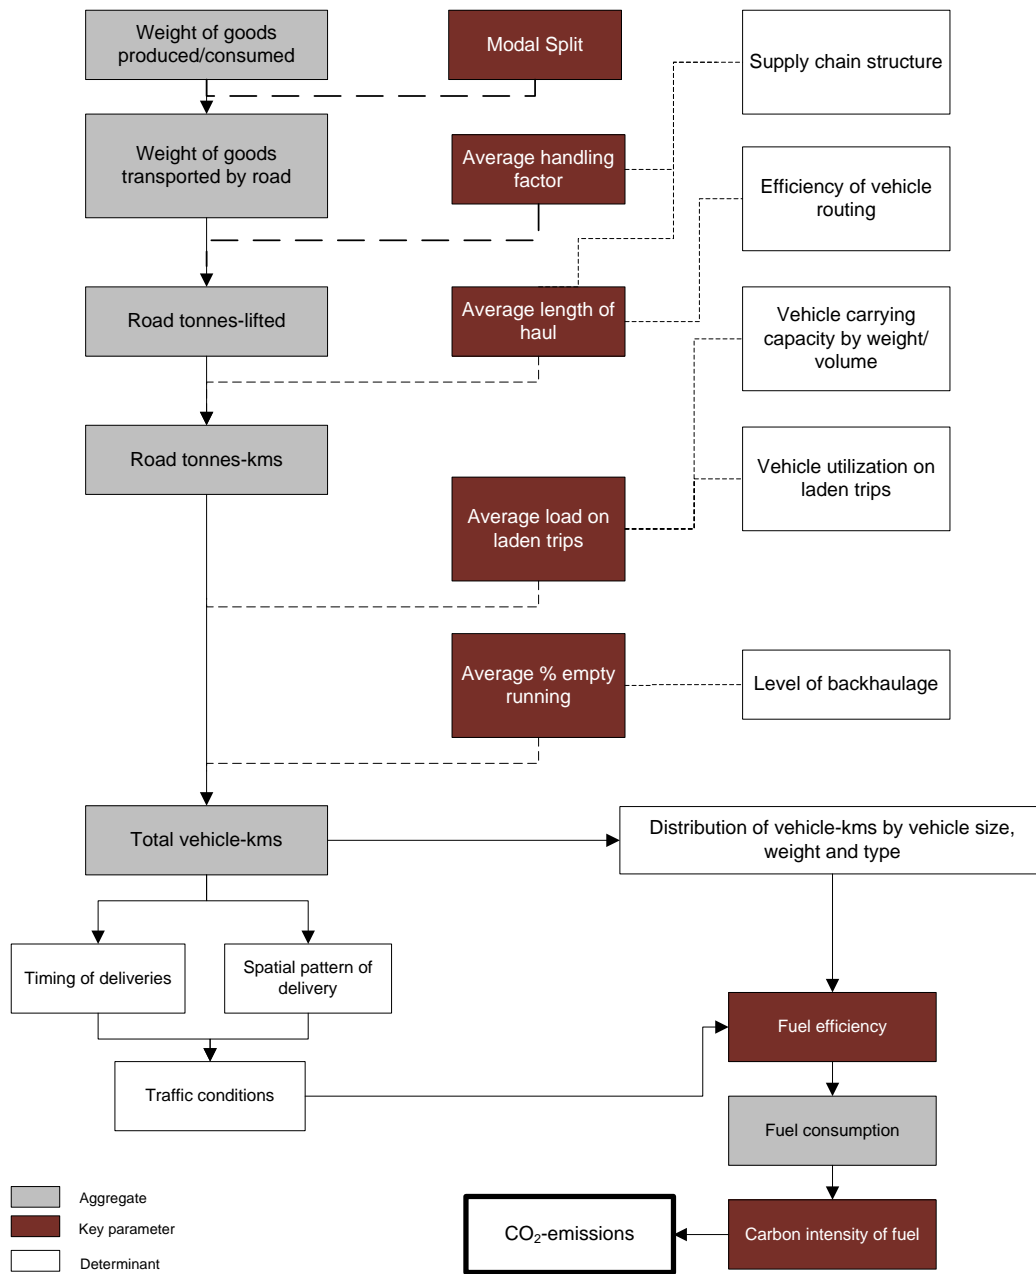 Weight of goods
produced/consumed
Modal Split
Supply chain structure
Weight of goods
transported by road
Average handling
factor
Efficiency of vehicle
routing
Road tonnes-lifted
Average length of
haul
Vehicle carrying
capacity by weight/
volume
Road tonnes-kms
Vehicle utilization on
laden trips
Average load on
laden trips
Average % empty
running
Level of backhaulage
Total vehicle-kms
Distribution of vehicle-kms by vehicle size,
weight and type
Timing of deliveries
Spatial pattern of
delivery
Fuel efficiency
Traffic conditions
Fuel consumption
Aggregate
Key parameter
Determinant
CO₂-emissions
Carbon intensity of fuel